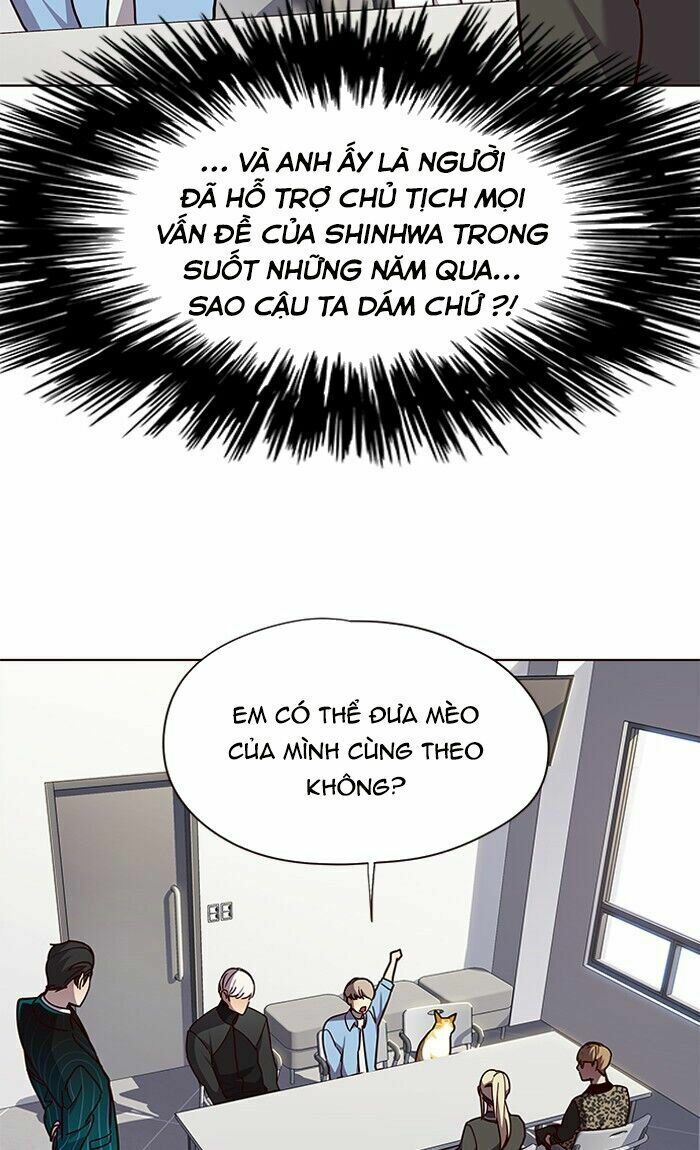 ... VÀ ANH ẤY LÀ NGƯỜI
ĐÃ HỖ TRỢ CHỦ TỊCH MỌI
VẤN ĐỀ CỦA SHINHWA TRONG
SUỐT NHỮNG NĂM QUA...
SAO CẬU TA DÁM CHỨ ?!
EM CÓ THỂ ĐƯA MÈO
CỦA MÌNH CÙNG THEO
KHÔNG?